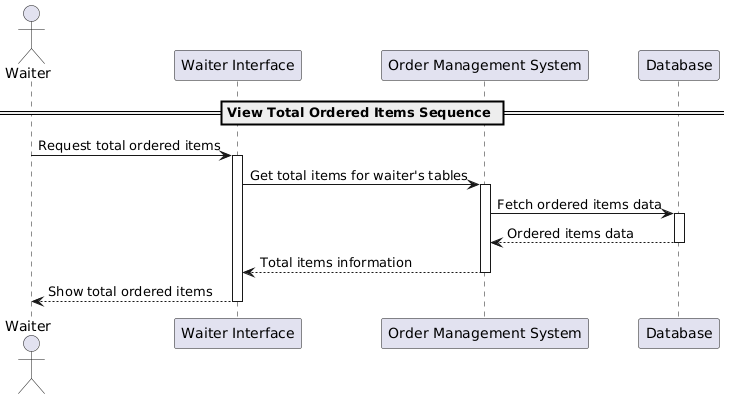 Waiter
Waiter Interface
Order Management System
Database
View Total Ordered Items Sequence
Request total ordered items
Get total items for waiter's tables
Fetch ordered items data
Ordered items data
Total items information
Show total ordered items
Waiter
Waiter Interface
Order Management System
Database